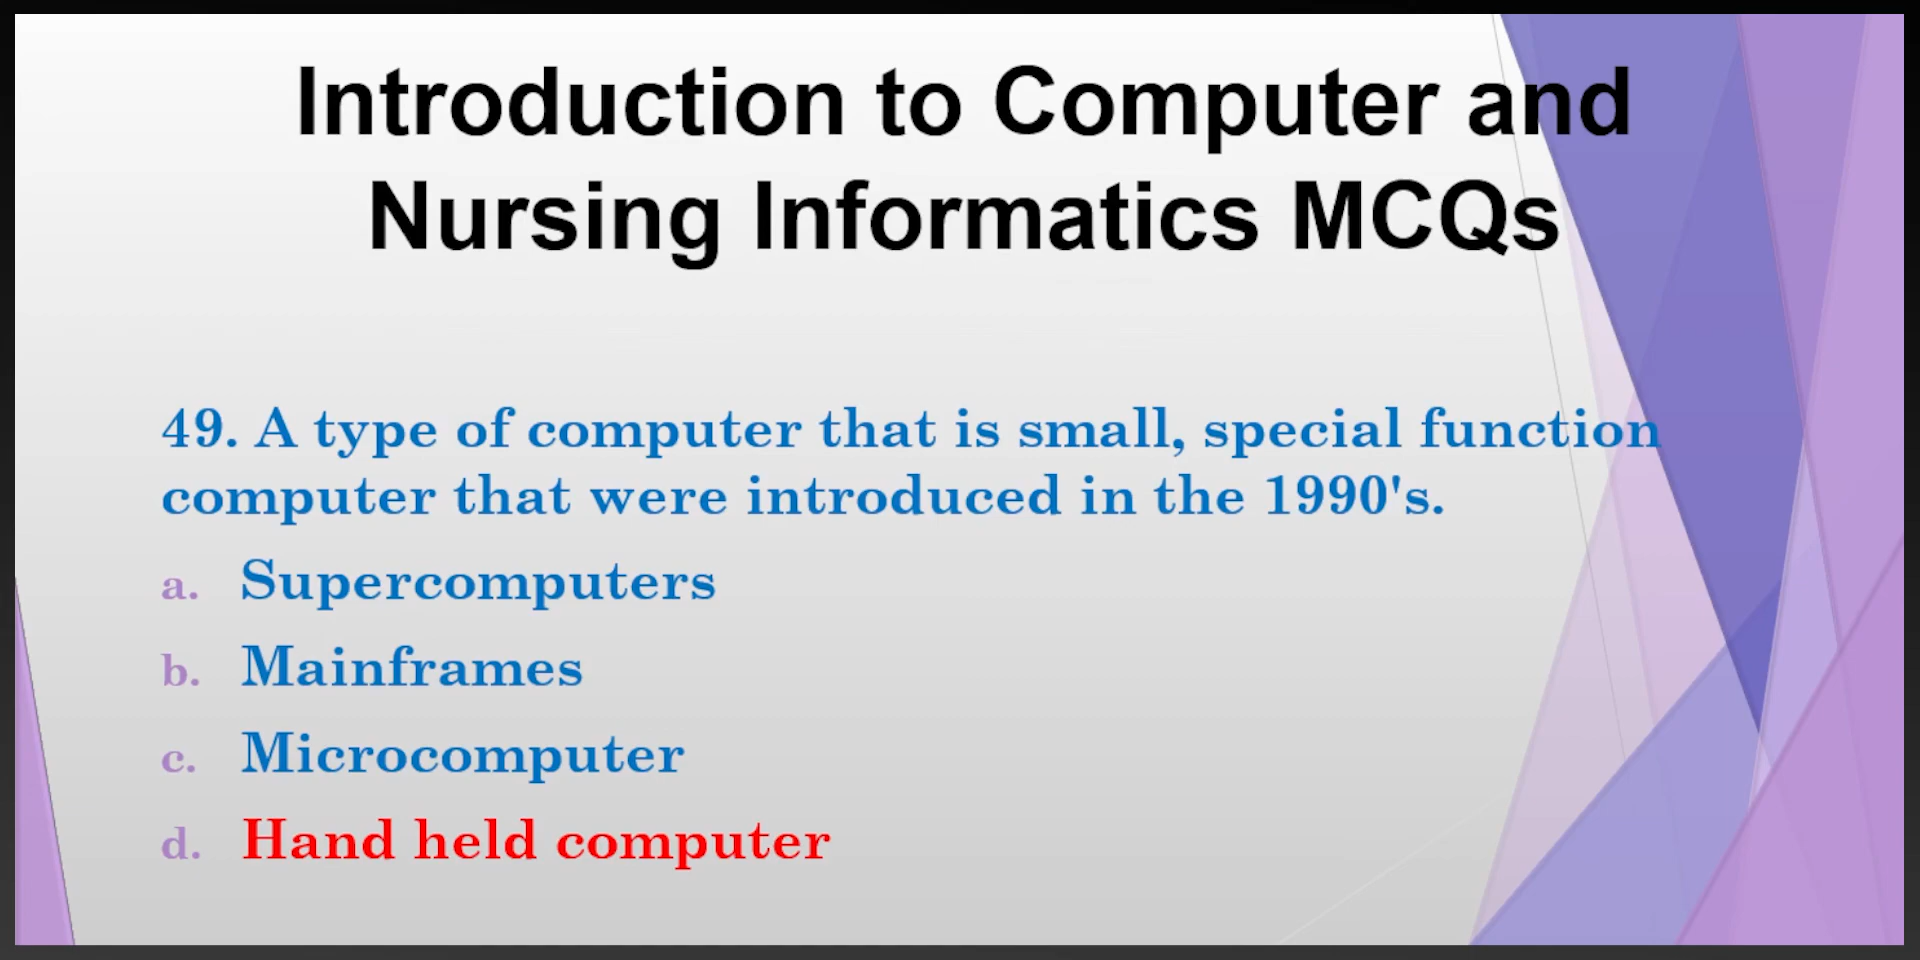 Introduction to Computer and
Nursing Informatics MCQs
49. A type of computer that is small, special function
computer that were introduced in the 1990's.
a. Supercomputers
b. Mainframes
c. Microcomputer
d. Hand held computer